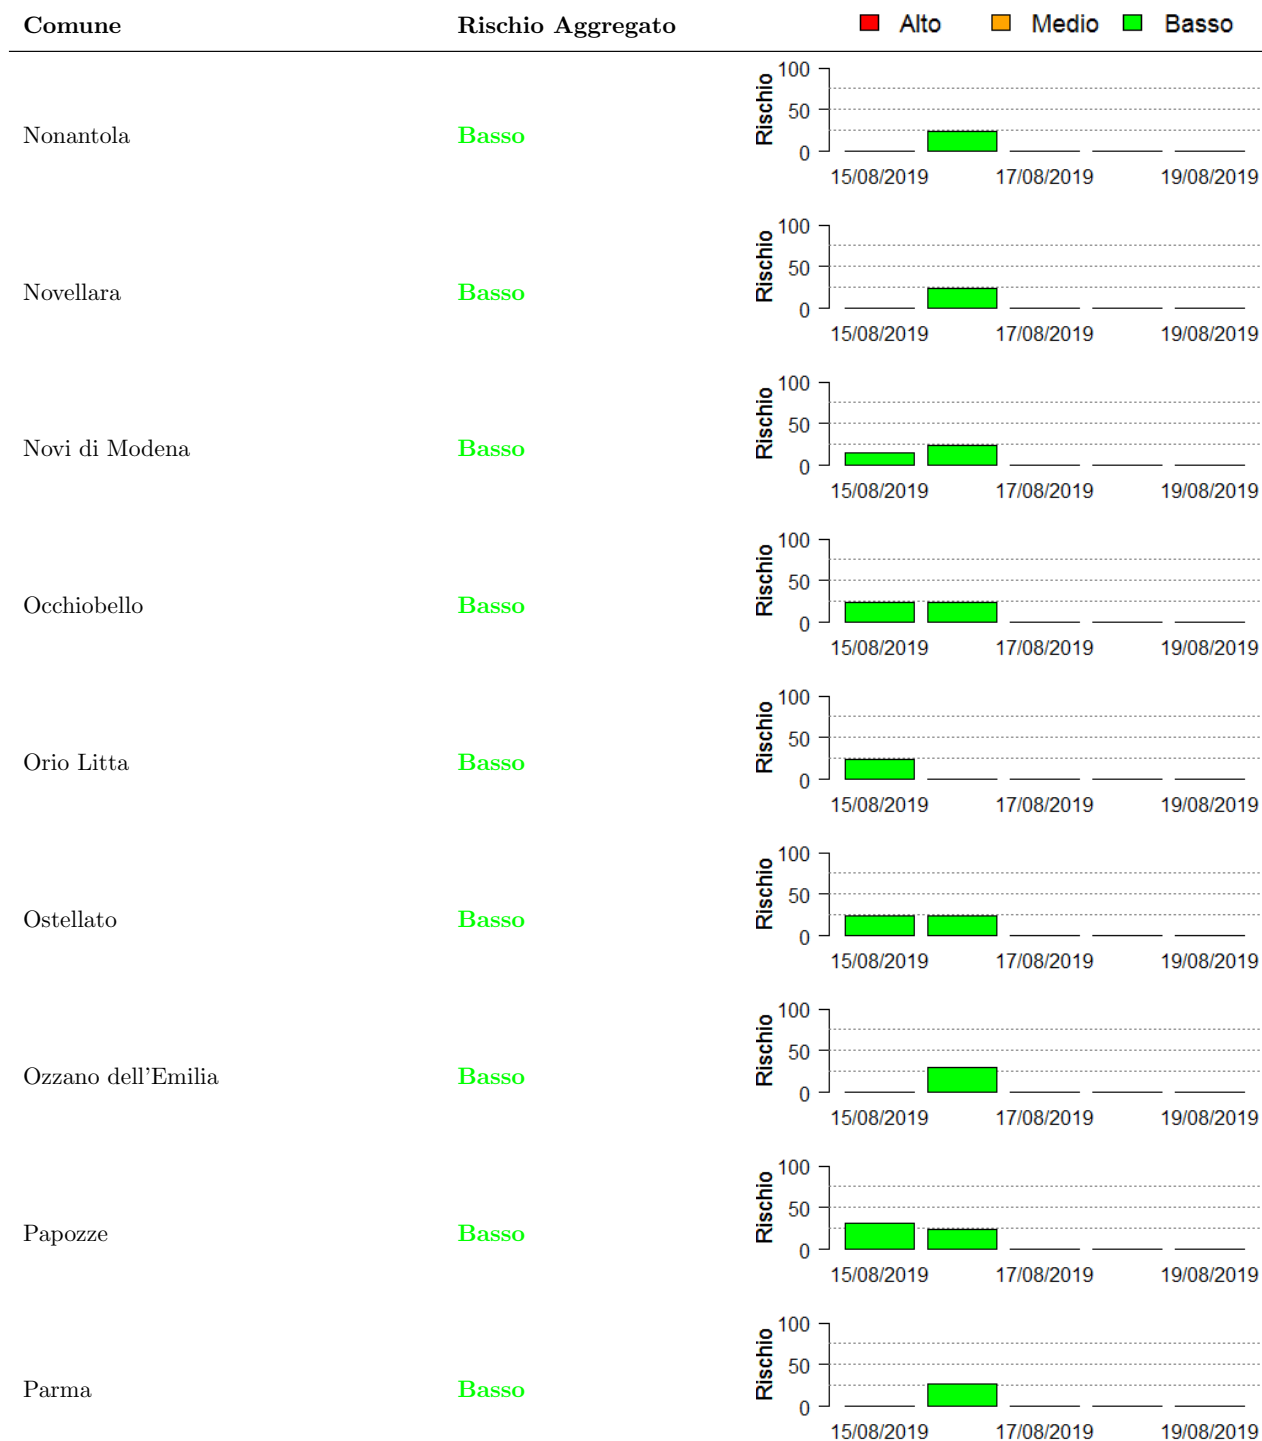 Comune Rischio Aggregato Alto Medio Basso
Nonantola Basso Rischio 100 50 0
15/08/2019 17/08/2019 19/08/2019
Novellara Basso Rischio 100 50 0
15/08/2019 17/08/2019 19/08/2019
Novi di Modena Basso Rischio 100 50 0
15/08/2019 17/08/2019 19/08/2019
Occhiobello Basso Rischio 100 50 0
15/08/2019 17/08/2019 19/08/2019
Orio Litta Basso Rischio 100 50 0
15/08/2019 17/08/2019 19/08/2019
Ostellato Basso Rischio 100 50 0
15/08/2019 17/08/2019 19/08/2019
Ozzano dell'Emilia Basso Rischio 100 50 0
15/08/2019 17/08/2019 19/08/2019
Papozze Basso Rischio 100 50 0
15/08/2019 17/08/2019 19/08/2019
Parma Basso Rischio 100 50 0
15/08/2019 17/08/2019 19/08/2019